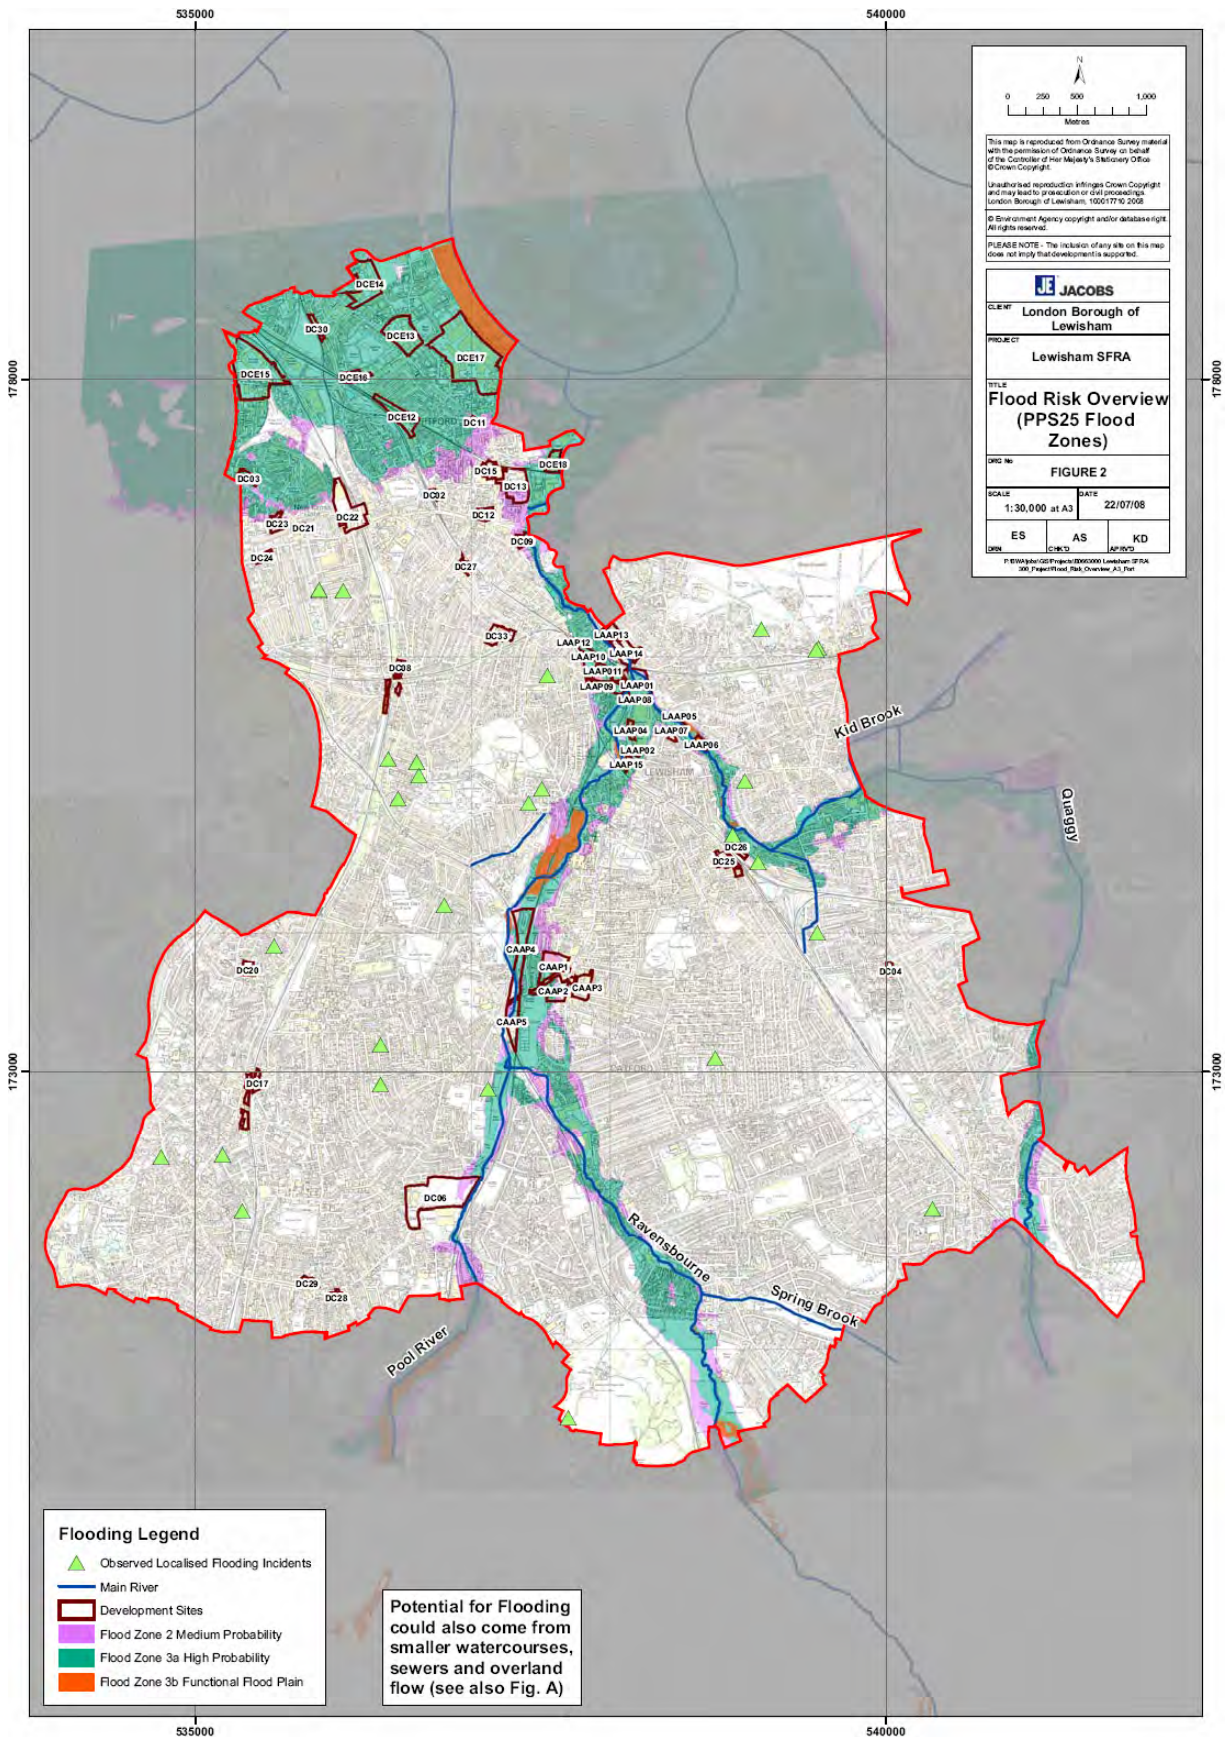 535000
540000
178000
178000
173000
173000
535000
540000
N
0 250 500 1,000
Metres
This map is reproduced from Ordnance Survey material
with the permission of Ordnance Survey on behalf
of the Controller of Her Majesty's Stationery Office
© Crown Copyright.
Unauthorised reproduction infringes Crown Copyright
and may lead to prosecution or civil proceedings.
London Borough of Lewisham, 100017710 2008
© Environment Agency copyright and/or database right.
All rights reserved.
PLEASE NOTE - The inclusion of any site on this map
does not imply that development is supported.
JE JACOBS
CLIENT
London Borough of
Lewisham
PROJECT
Lewisham SFRA
TITLE
Flood Risk Overview
(PPS25 Flood
Zones)
DRG No
FIGURE 2
SCALE
1:30,000 at A3
DATE
22/07/08
ES
AS
KD
DRN
CHK'D
APRV'D
DCE14
DC30
DCE13
DCE17
DCE15
DCE16
DCE12
DC11
DC03
DC15
DCE18
DC13
DC02
DC22
DC12
DC23
DC21
DC09
DC24
DC27
DC33
LAAP12
LAAP13
LAAP10
LAAP14
LAAP011
LAAP09
LAAP01
LAAP08
DC08
LAAP05
LAAP04
LAAP07
LAAP02
LAAP06
LAAP15
LEWISHAM
Kid Brook
Quaggy
DC26
DC25
CAAP4
CAAP1
CAAP2
CAAP3
CAAP5
DC20
DC04
DC17
CATFORD
DC06
Ravensbourne
Spring Brook
DC29
DC28
Pool River
Flooding Legend
Observed Localised Flooding Incidents
Main River
Development Sites
Flood Zone 2 Medium Probability
Flood Zone 3a High Probability
Flood Zone 3b Functional Flood Plain
Potential for Flooding
could also come from
smaller watercourses,
sewers and overland
flow (see also Fig. A)